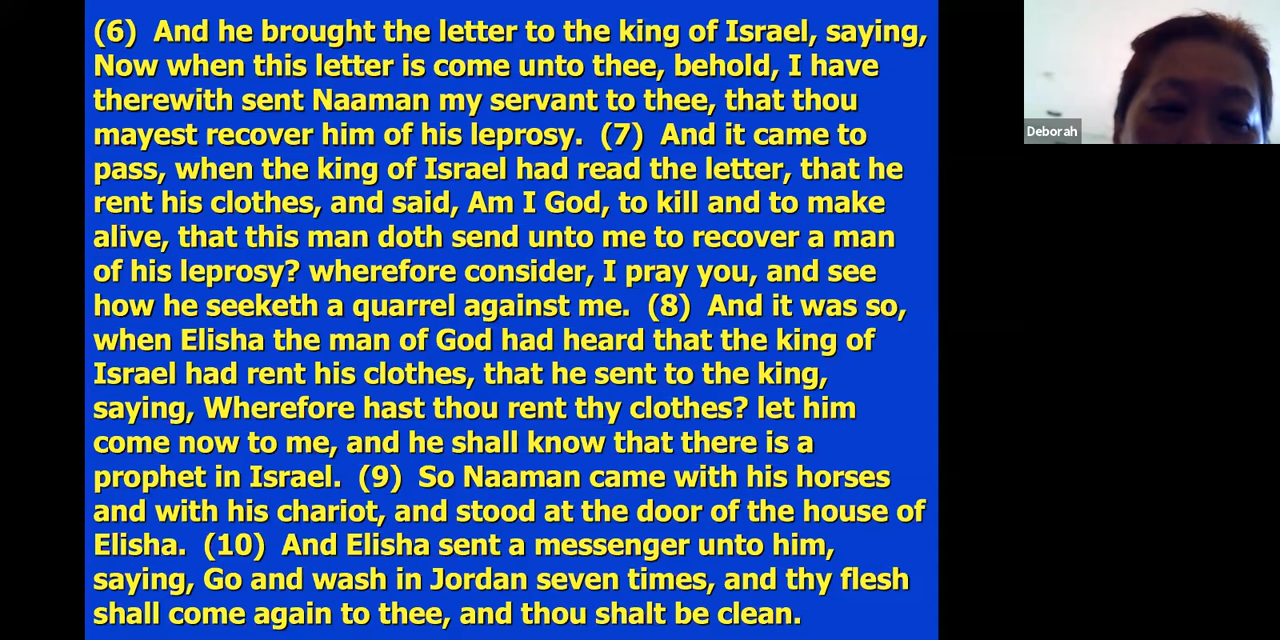 (6)  And he brought the letter to the king of Israel, saying,
Now when this letter is come unto thee, behold, I have
therewith sent Naaman my servant to thee, that thou
mayest recover him of his leprosy.  (7)  And it came to
pass, when the king of Israel had read the letter, that he
rent his clothes, and said, Am I God, to kill and to make
alive, that this man doth send unto me to recover a man
of his leprosy? wherefore consider, I pray you, and see
how he seeketh a quarrel against me.  (8)  And it was so,
when Elisha the man of God had heard that the king of
Israel had rent his clothes, that he sent to the king,
saying, Wherefore hast thou rent thy clothes? let him
come now to me, and he shall know that there is a
prophet in Israel.  (9)  So Naaman came with his horses
and with his chariot, and stood at the door of the house of
Elisha.  (10)  And Elisha sent a messenger unto him,
saying, Go and wash in Jordan seven times, and thy flesh
shall come again to thee, and thou shalt be clean.
Deborah